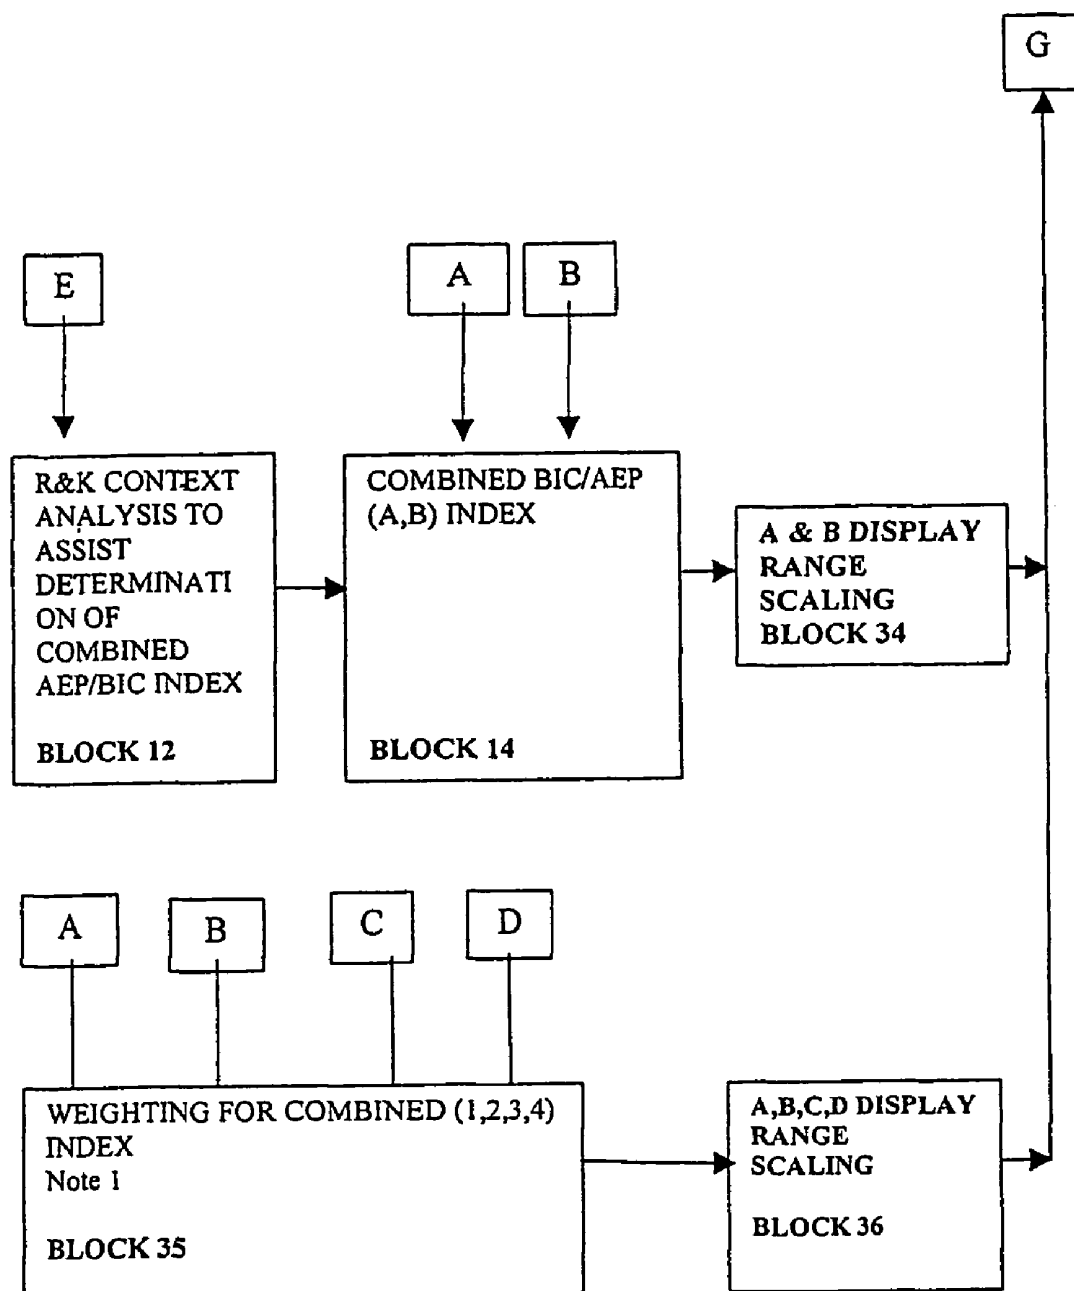 G
E
A
B
R&K CONTEXT
ANALYSIS TO
ASSIST
DETERMINATI
ON OF
COMBINED
AEP/BIC INDEX
BLOCK 12
COMBINED BIC/AEP
(A,B) INDEX
BLOCK 14
A & B DISPLAY
RANGE
SCALING
BLOCK 34
A
B
C
D
WEIGHTING FOR COMBINED (1,2,3,4)
INDEX
Note 1
BLOCK 35
A,B,C,D DISPLAY
RANGE
SCALING
BLOCK 36